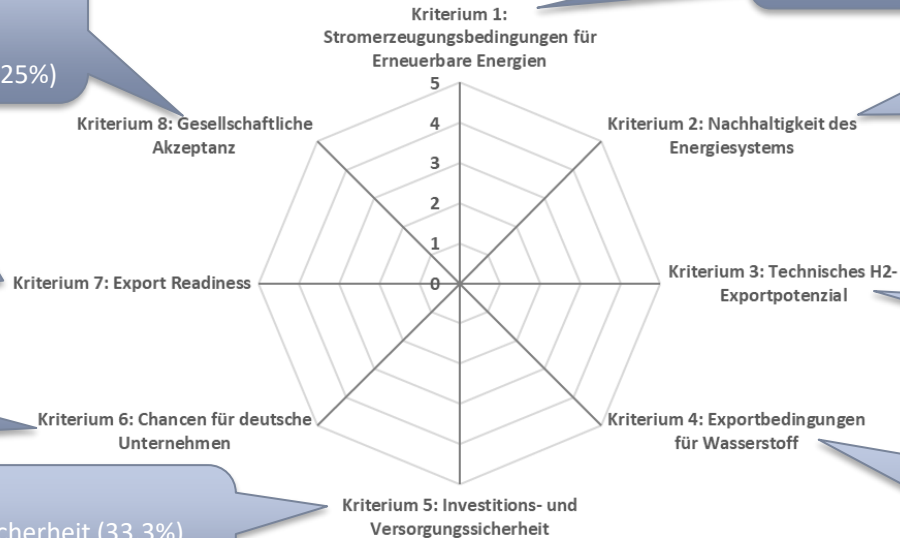 Kriterium 1:
Stromerzeugungsbedingungen für
Erneuerbare Energien
25%)
5
Kriterium 8: Gesellschaftliche
Akzeptanz
4
Kriterium 2: Nachhaltigkeit des
Energiesystems
3
2
1
Kriterium 7: Export Readiness
0
Kriterium 3: Technisches H2-
Exportpotenzial
Kriterium 6: Chancen für deutsche
Unternehmen
Kriterium 4: Exportbedingungen
für Wasserstoff
Kriterium 5: Investitions- und
Versorgungssicherheit
cherheit (33,3%)